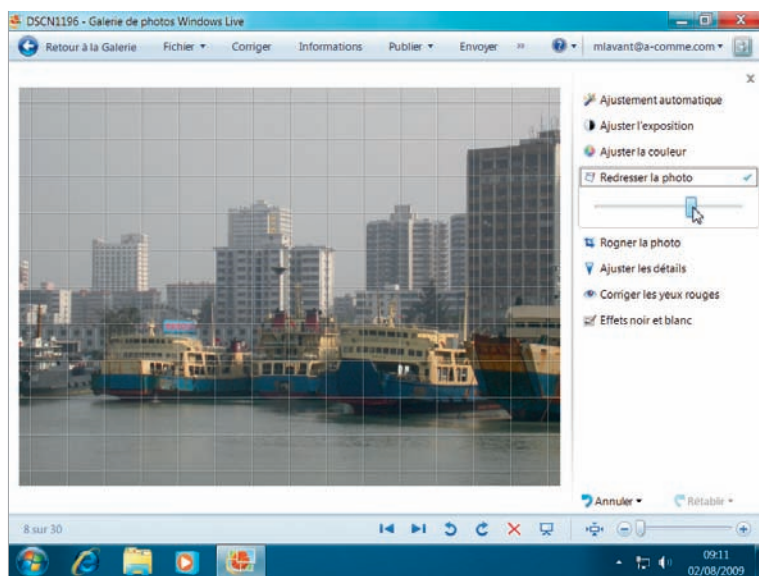 DSCN1196 - Galerie de photos Windows Live
Retour à la Galerie Fichier Corriger Informations Publier Envoyer » mlavant@a-comme.com
Ajustement automatique
Ajuster l'exposition
Ajuster la couleur
Redresser la photo
Rogner la photo
Ajuster les détails
Corriger les yeux rouges
Effets noir et blanc
Annuler Rétablir
8 sur 30
09:11
02/08/2009